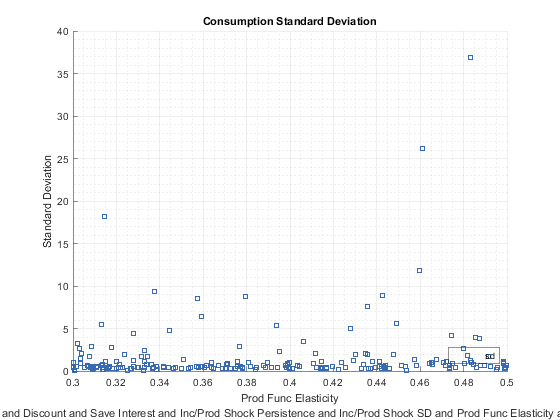 Consumption Standard Deviation
40
35
30
25
20
15
10
5
0
Standard Deviation
0.3 0.32 0.34 0.36 0.38 0.4 0.42 0.44 0.46 0.48 0.5
Prod Func Elasticity
and Discount and Save Interest and Inc/Prod Shock Persistence and Inc/Prod Shock SD and Prod Func Elasticity